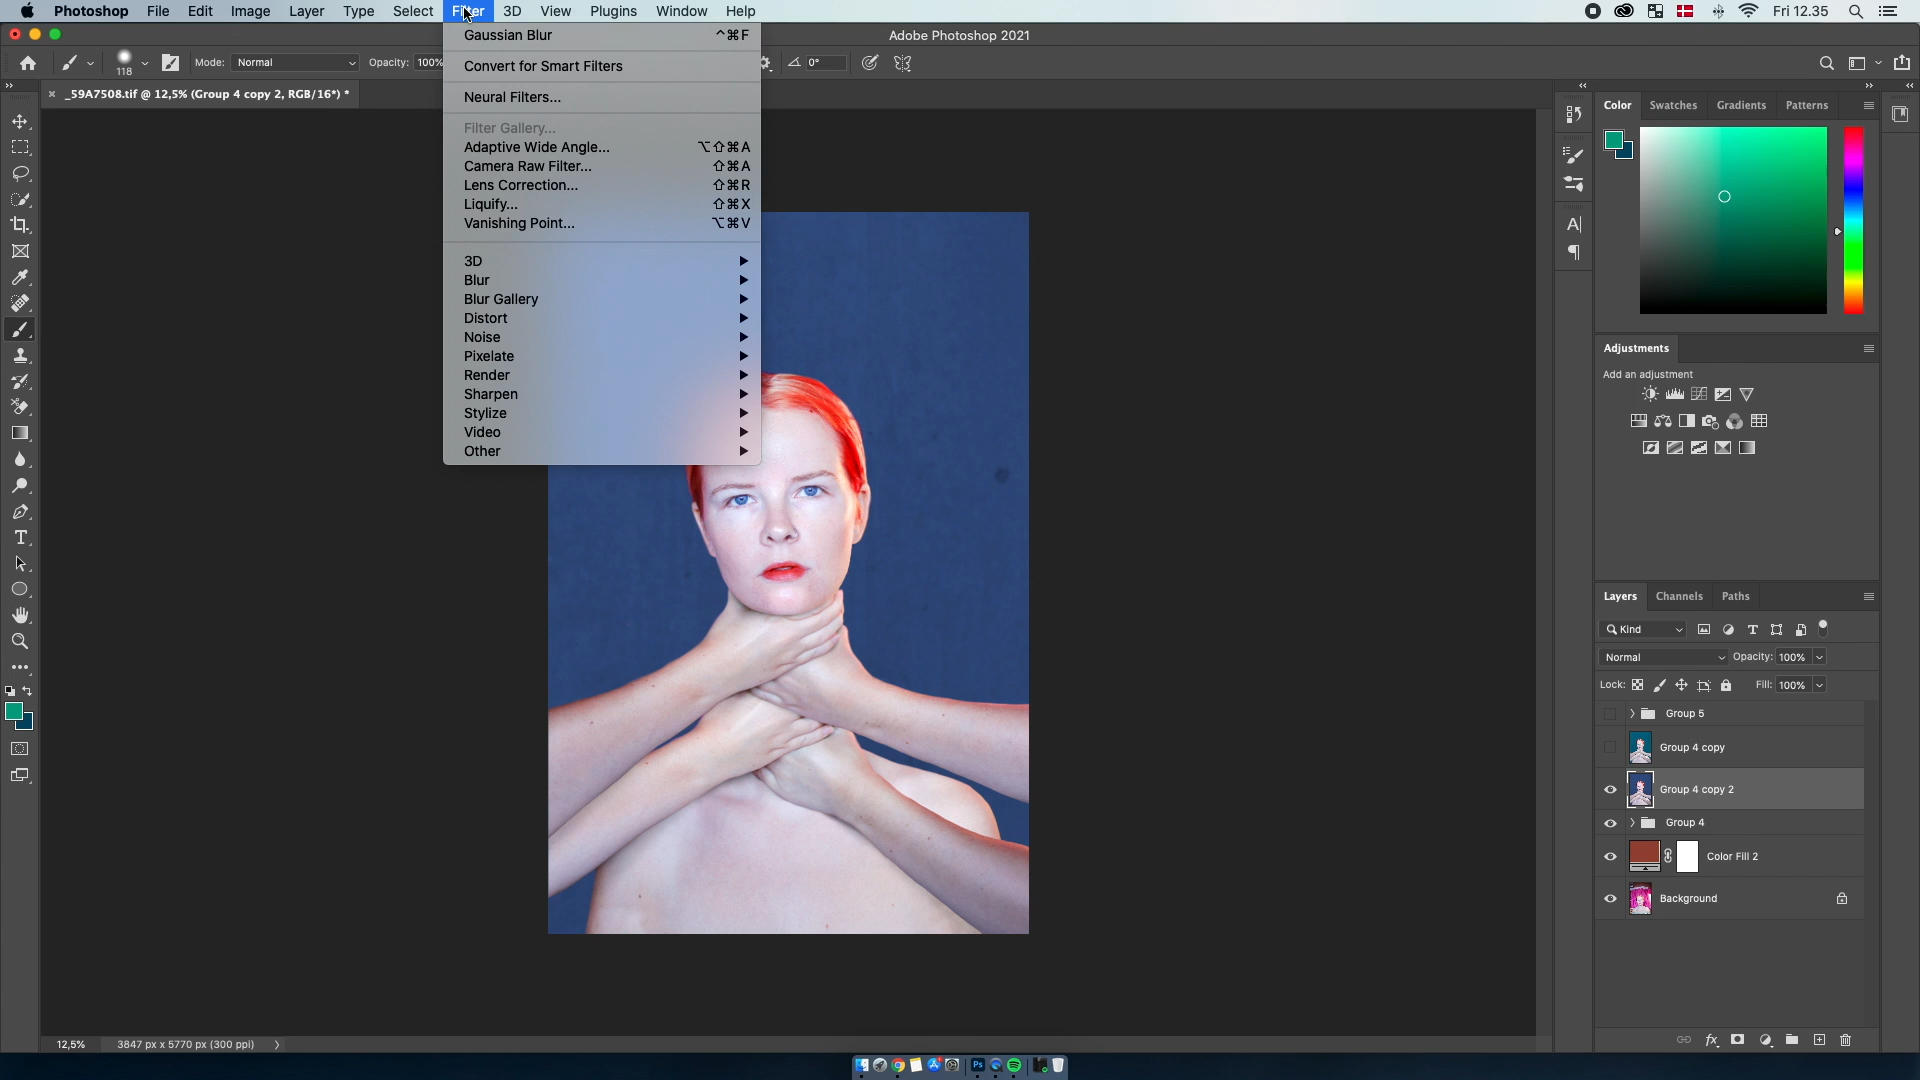 Photoshop File Edit Image Layer Type Select Filter 3D View Plugins Window Help Fri 12.35
Adobe Photoshop 2021
118 Mode: Normal Opacity: 100% 0°
_59A7508.tif @ 12,5% (Group 4 copy 2, RGB/16*) *
Gaussian Blur ^⌘F
Convert for Smart Filters
Neural Filters...
Filter Gallery...
Adaptive Wide Angle... ⌥⇧⌘A
Camera Raw Filter... ⇧⌘A
Lens Correction... ⇧⌘R
Liquify... ⇧⌘X
Vanishing Point... ⌥⌘V
3D
Blur
Blur Gallery
Distort
Noise
Pixelate
Render
Sharpen
Stylize
Video
Other
Color Swatches Gradients Patterns
Adjustments
Add an adjustment
Layers Channels Paths
Kind
Normal Opacity: 100%
Lock: Fill: 100%
Group 5
Group 4 copy
Group 4 copy 2
Group 4
Color Fill 2
Background
fx
12,5% 3847 px x 5770 px (300 ppi)
Ps